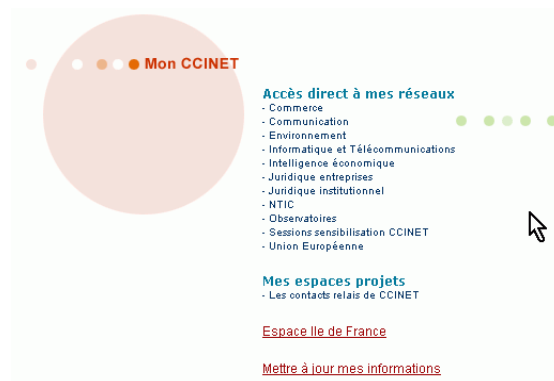 Mon CCINET
Accès direct à mes réseaux
- Commerce
- Communication
- Environnement
- Informatique et Télécommunications
- Intelligence économique
- Juridique entreprises
- Juridique institutionnel
- NTIC
- Observatoires
- Sessions sensibilisation CCINET
- Union Européenne
Mes espaces projets
- Les contacts relais de CCINET
Espace Ile de France
Mettre à jour mes informations